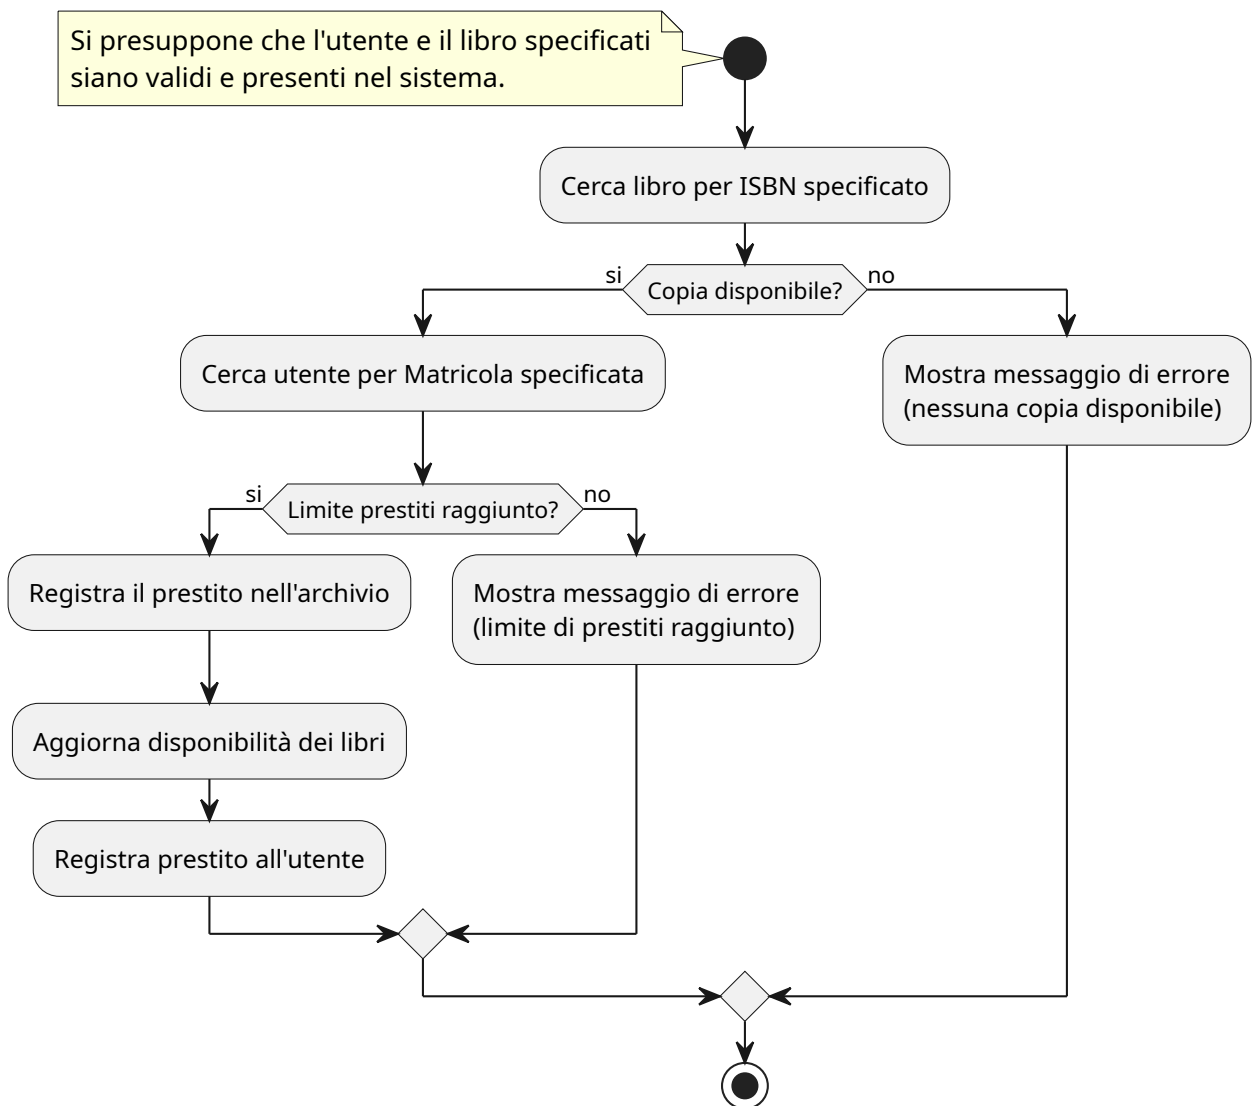 Si presuppone che l'utente e il libro specificati
siano validi e presenti nel sistema.
Cerca libro per ISBN specificato
si
Copia disponibile?
no
Cerca utente per Matricola specificata
Mostra messaggio di errore
(nessuna copia disponibile)
si
Limite prestiti raggiunto?
no
Registra il prestito nell'archivio
Mostra messaggio di errore
(limite di prestiti raggiunto)
Aggiorna disponibilità dei libri
Registra prestito all'utente